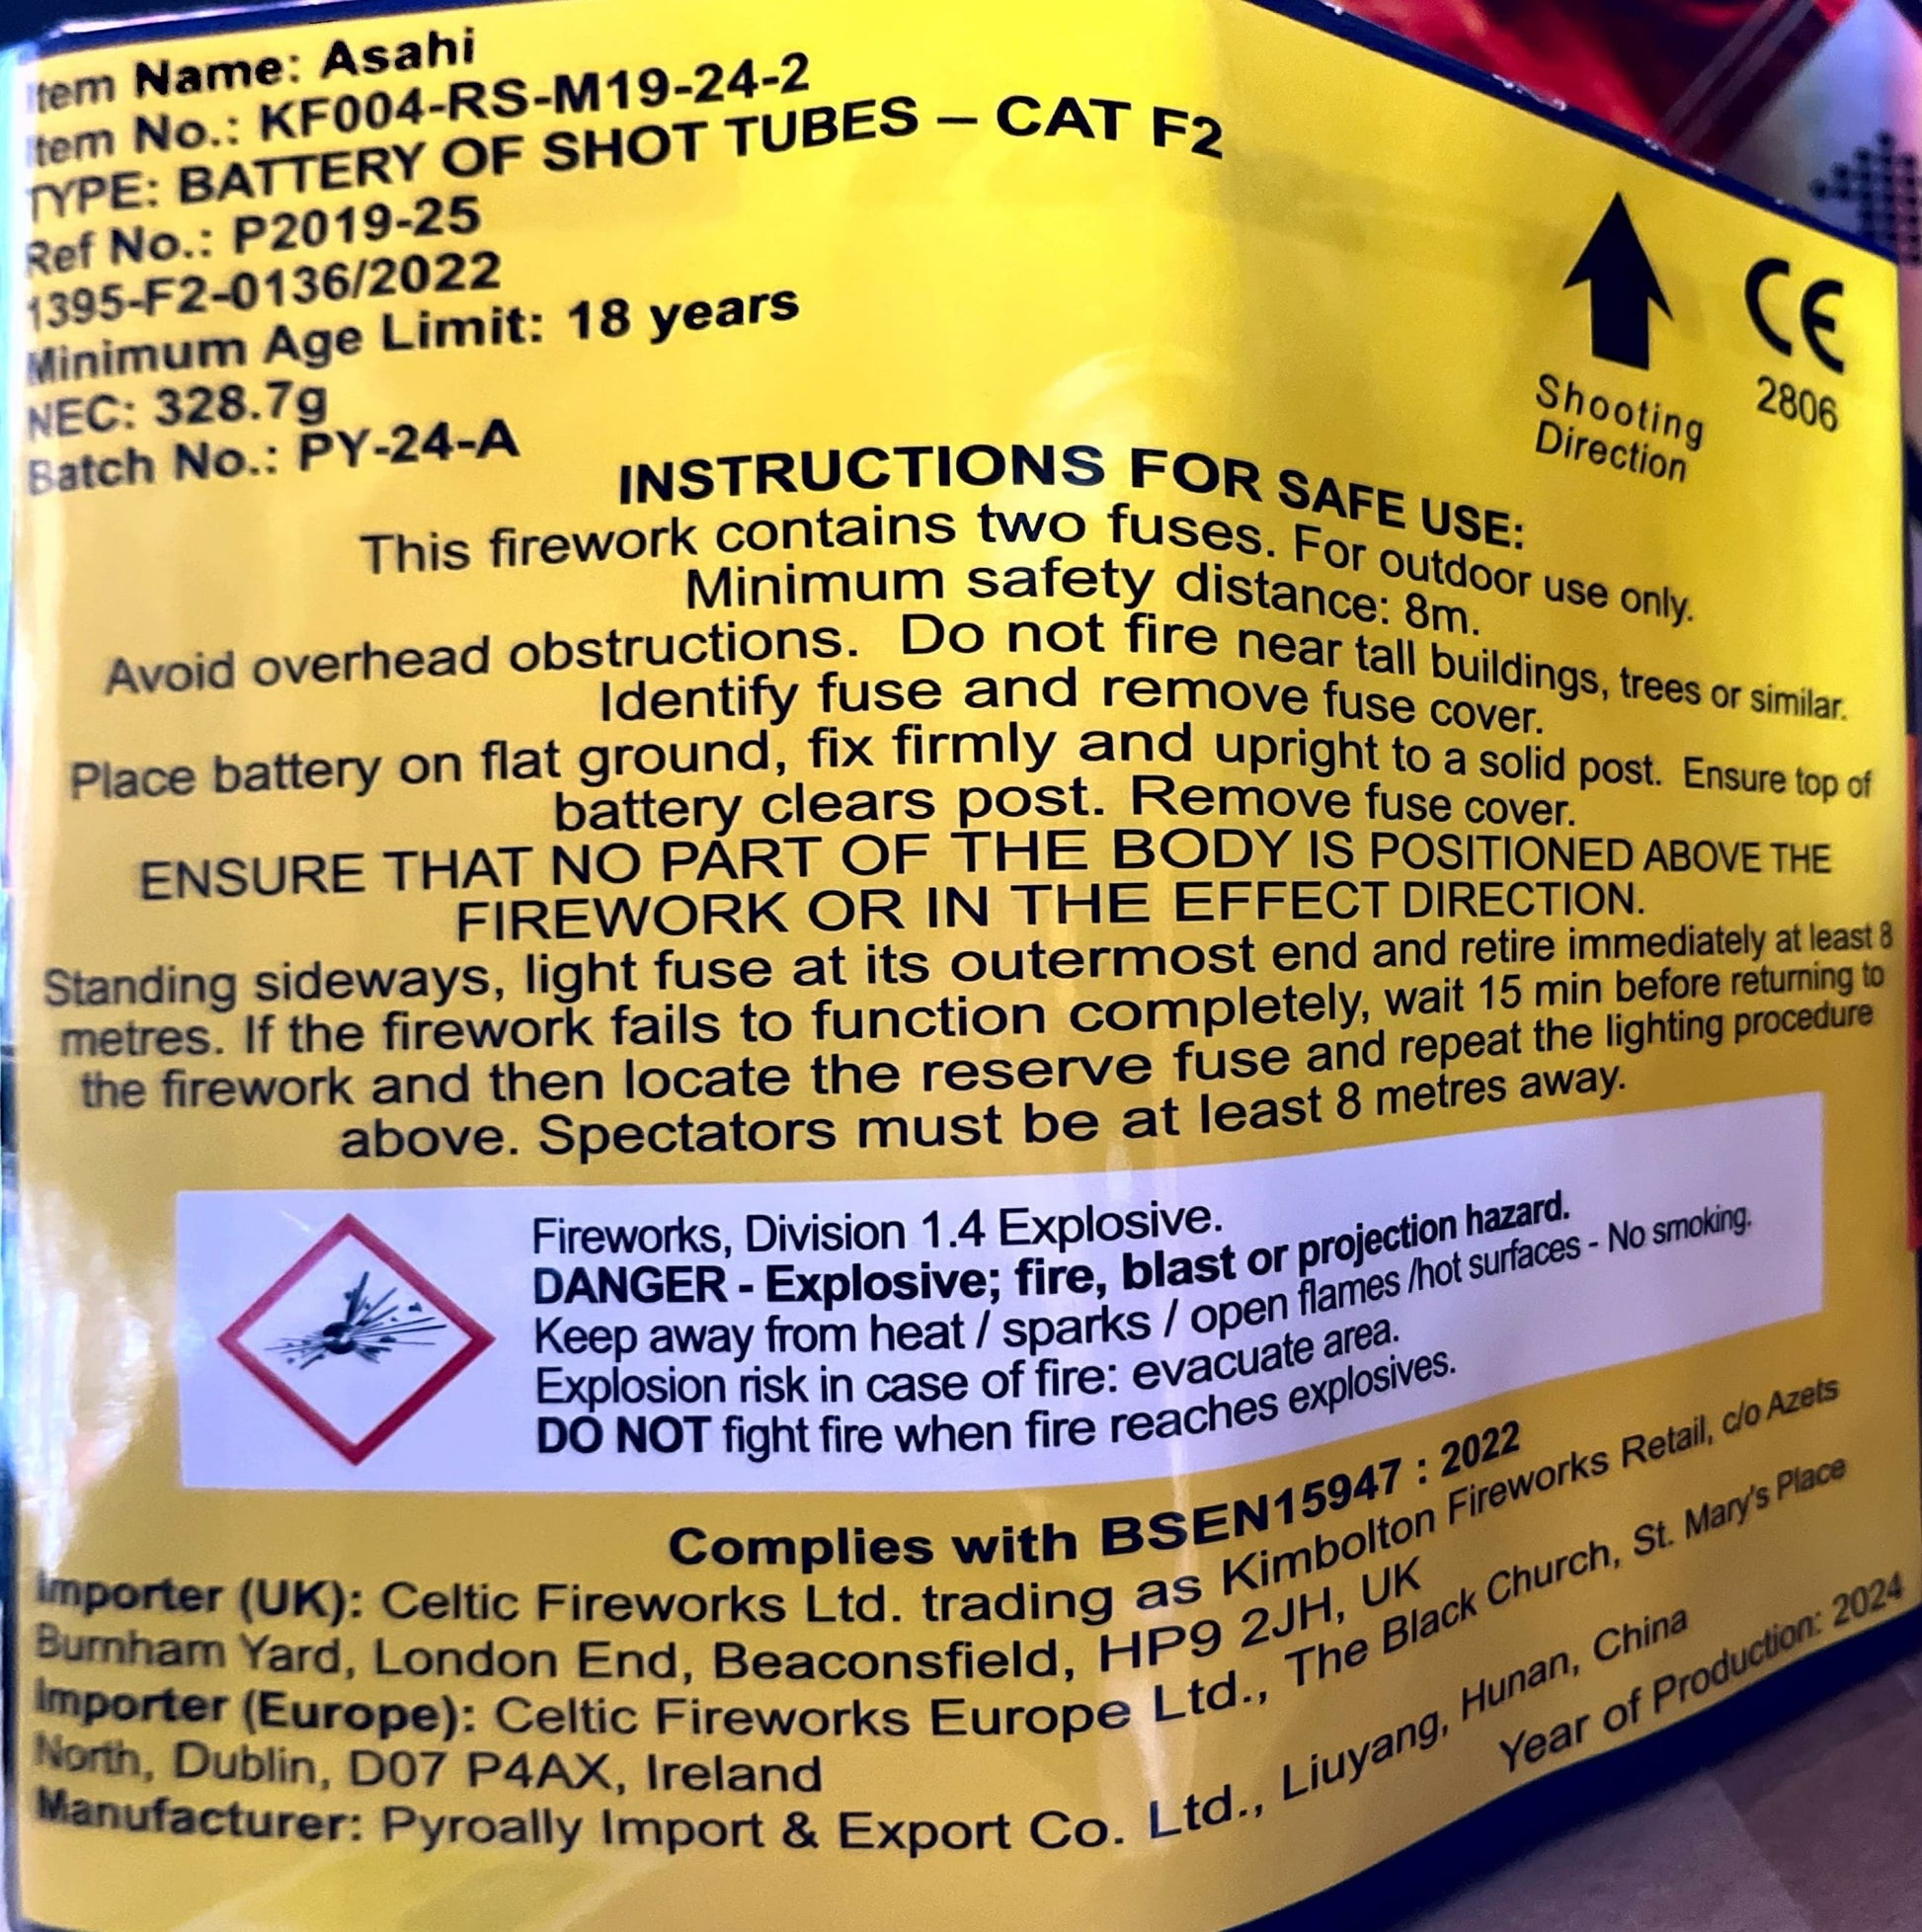 Item Name: Asahi
Item No.: KF004-RS-M19-24-2
TYPE: BATTERY OF SHOT TUBES – CAT F2
Ref No.: P2019-25
1395-F2-0136/2022
Minimum Age Limit: 18 years
NEC: 328.7g
Batch No.: PY-24-A
Shooting
Direction
CE
2806
INSTRUCTIONS FOR SAFE USE:
This firework contains two fuses. For outdoor use only.
Minimum safety distance: 8m.
Avoid overhead obstructions. Do not fire near tall buildings, trees or similar.
Identify fuse and remove fuse cover.
Place battery on flat ground, fix firmly and upright to a solid post. Ensure top of
battery clears post. Remove fuse cover.
ENSURE THAT NO PART OF THE BODY IS POSITIONED ABOVE THE
FIREWORK OR IN THE EFFECT DIRECTION.
Standing sideways, light fuse at its outermost end and retire immediately at least 8
metres. If the firework fails to function completely, wait 15 min before returning to
the firework and then locate the reserve fuse and repeat the lighting procedure
above. Spectators must be at least 8 metres away.
Fireworks, Division 1.4 Explosive.
DANGER - Explosive; fire, blast or projection hazard.
Keep away from heat / sparks / open flames /hot surfaces - No smoking.
Explosion risk in case of fire: evacuate area.
DO NOT fight fire when fire reaches explosives.
Complies with BSEN15947 : 2022
Importer (UK): Celtic Fireworks Ltd. trading as Kimbolton Fireworks Retail, c/o Azets
Burnham Yard, London End, Beaconsfield, HP9 2JH, UK
Importer (Europe): Celtic Fireworks Europe Ltd., The Black Church, St. Mary's Place
North, Dublin, D07 P4AX, Ireland
Manufacturer: Pyroally Import & Export Co. Ltd., Liuyang, Hunan, China
Year of Production: 2024